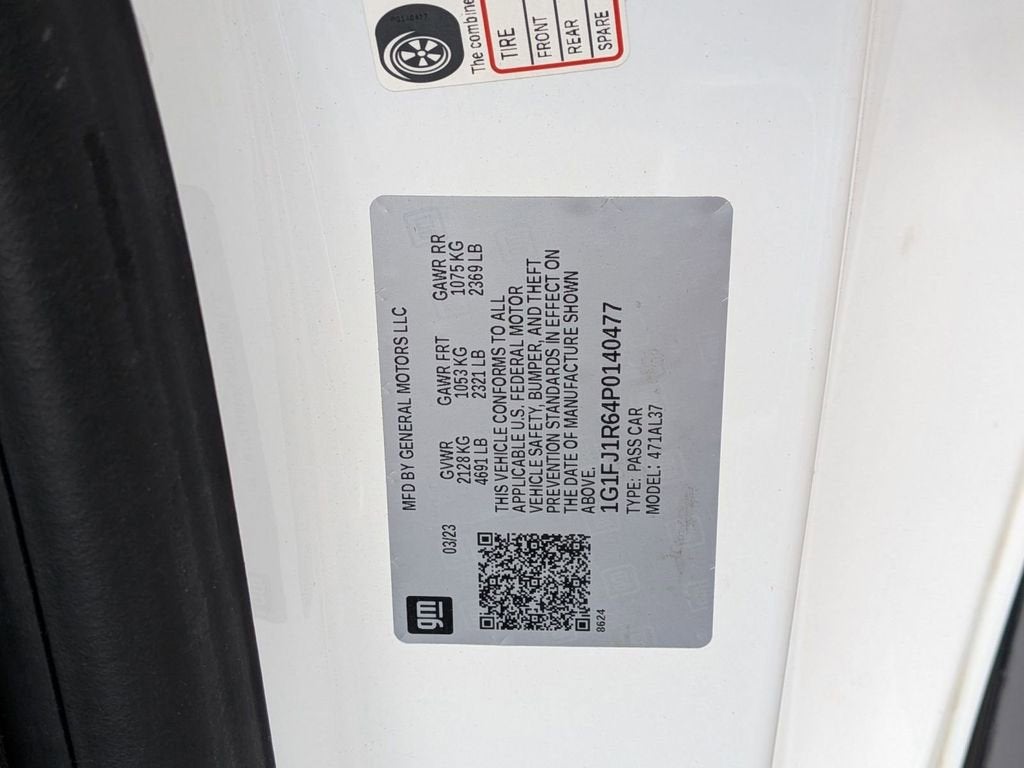 P0140477
The combine
TIRE
FRONT
REAR
SPARE
MFD BY GENERAL MOTORS LLC
03/23
GVWR GAWR FRT GAWR RR
2128 KG 1053 KG 1075 KG
4691 LB 2321 LB 2369 LB
THIS VEHICLE CONFORMS TO ALL
APPLICABLE U.S. FEDERAL MOTOR
VEHICLE SAFETY, BUMPER, AND THEFT
PREVENTION STANDARDS IN EFFECT ON
THE DATE OF MANUFACTURE SHOWN
ABOVE.
1G1FJ1R64P0140477
TYPE: PASS CAR
MODEL: 471AL37
gm
8624